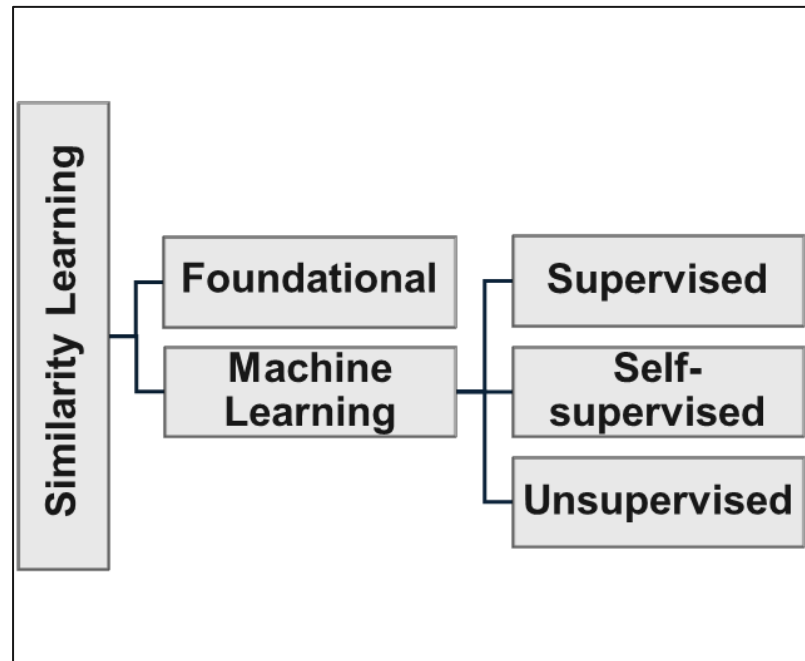 Similarity Learning
Foundational
Machine
Learning
Supervised
Self-
supervised
Unsupervised